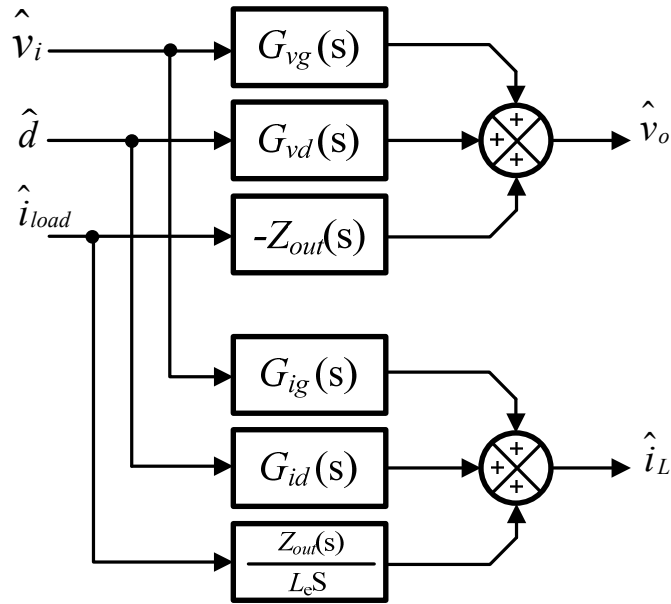 v̂i
Gvg(s)
d̂
Gvd(s)
v̂o
îload
-Zout(s)
+
+
+
Gig(s)
Gid(s)
îL
Zout(s)
LeS
+
+
+